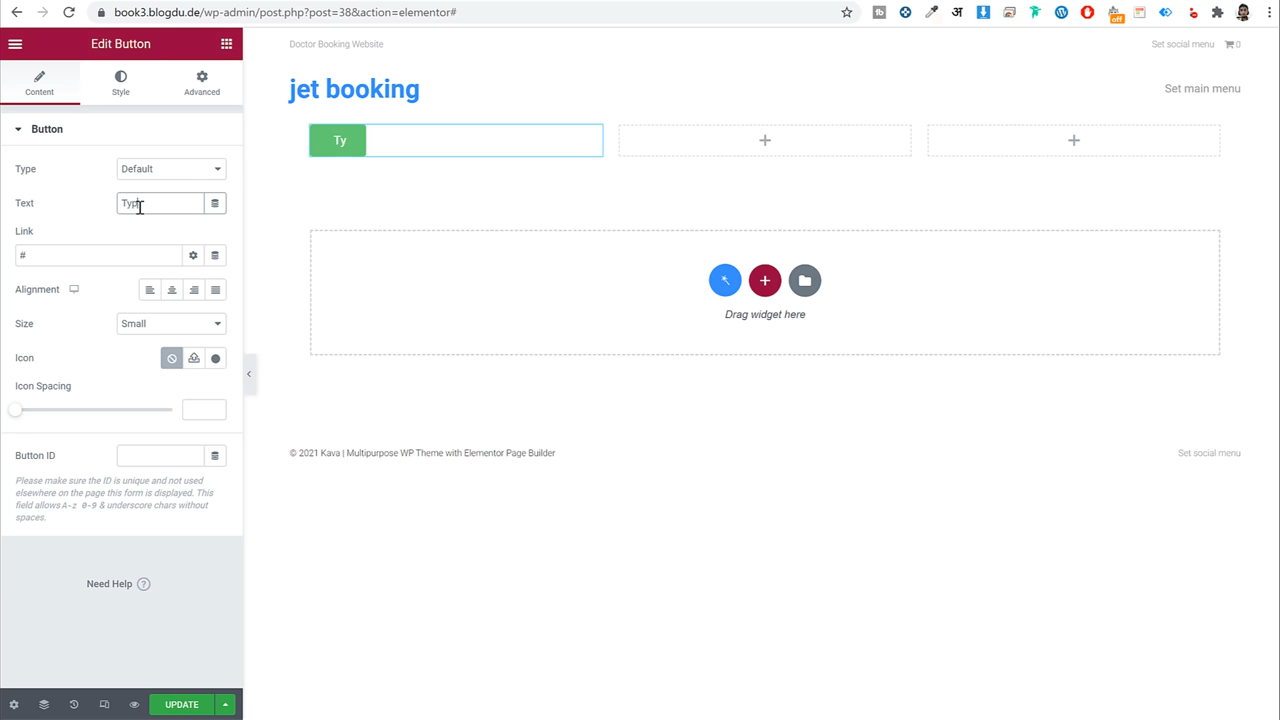 book3.blogdu.de/wp-admin/post.php?post=38&action=elementor#
अ
off
Edit Button
Content
Style
Advanced
Button
Type
Default
Text
Typ
Link
#
Alignment
Size
Small
Icon
Icon Spacing
Button ID
Please make sure the ID is unique and not used
elsewhere on the page this form is displayed. This
field allows A-z 0-9 & underscore chars without
spaces.
Need Help ?
UPDATE
Doctor Booking Website
Set social menu
0
jet booking
Set main menu
Ty
Drag widget here
© 2021 Kava | Multipurpose WP Theme with Elementor Page Builder
Set social menu